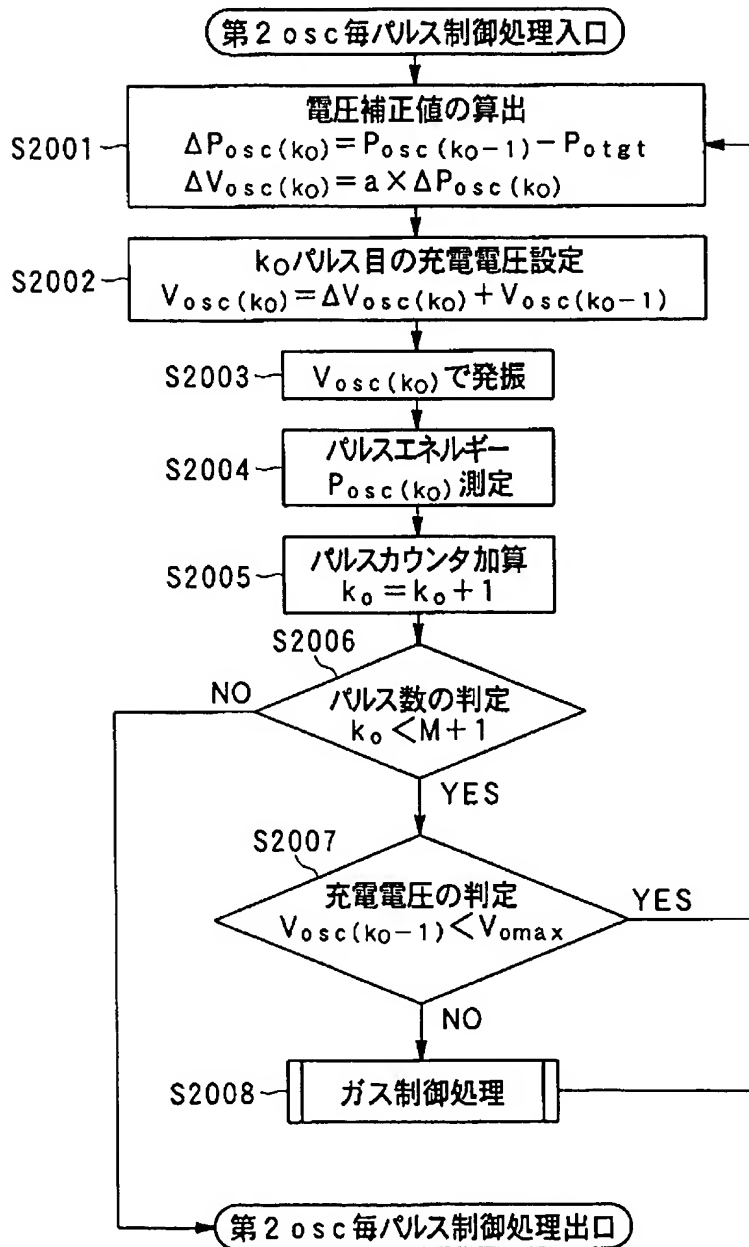 第2osc毎パルス制御処理入口
S2001
電圧補正値の算出
ΔPosc(ko)=Posc(ko-1)-Potgt
ΔVosc(ko)=a×ΔPosc(ko)
S2002
koパルス目の充電電圧設定
Vosc(ko)=ΔVosc(ko)+Vosc(ko-1)
S2003
Vosc(ko)で発振
S2004
パルスエネルギー
Posc(ko)測定
S2005
パルスカウンタ加算
ko=ko+1
S2006
NO
パルス数の判定
ko<M+1
YES
S2007
充電電圧の判定
Vosc(ko-1)<Vomax
YES
NO
S2008
ガス制御処理
第2osc毎パルス制御処理出口